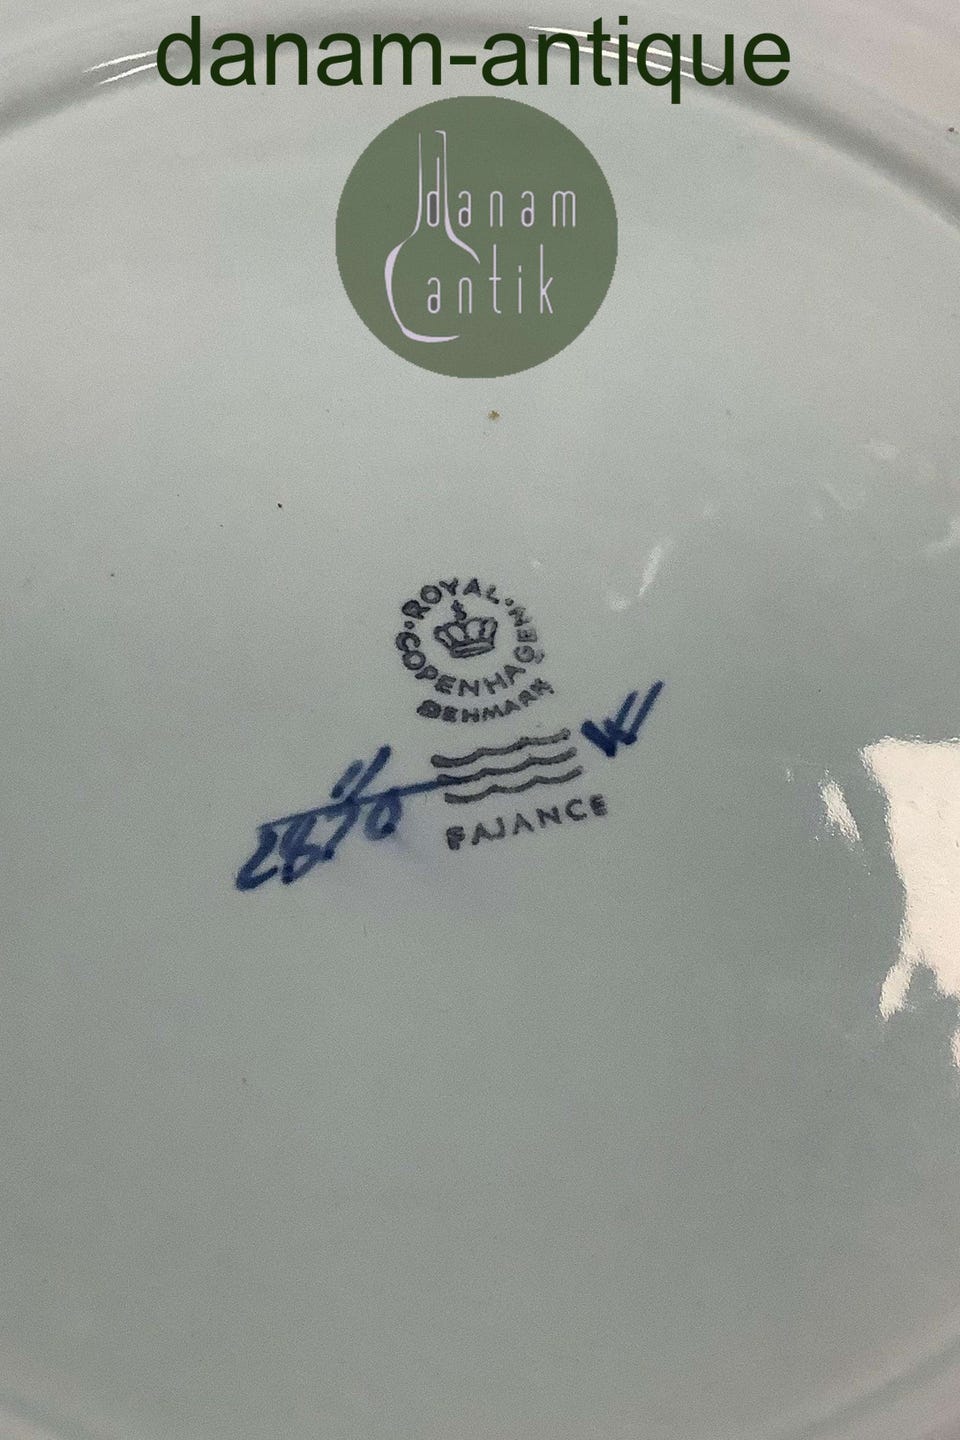 danam-antique
danam
antik
ROYAL
COPENHAGEN
DENMARK
W
FAJANCE